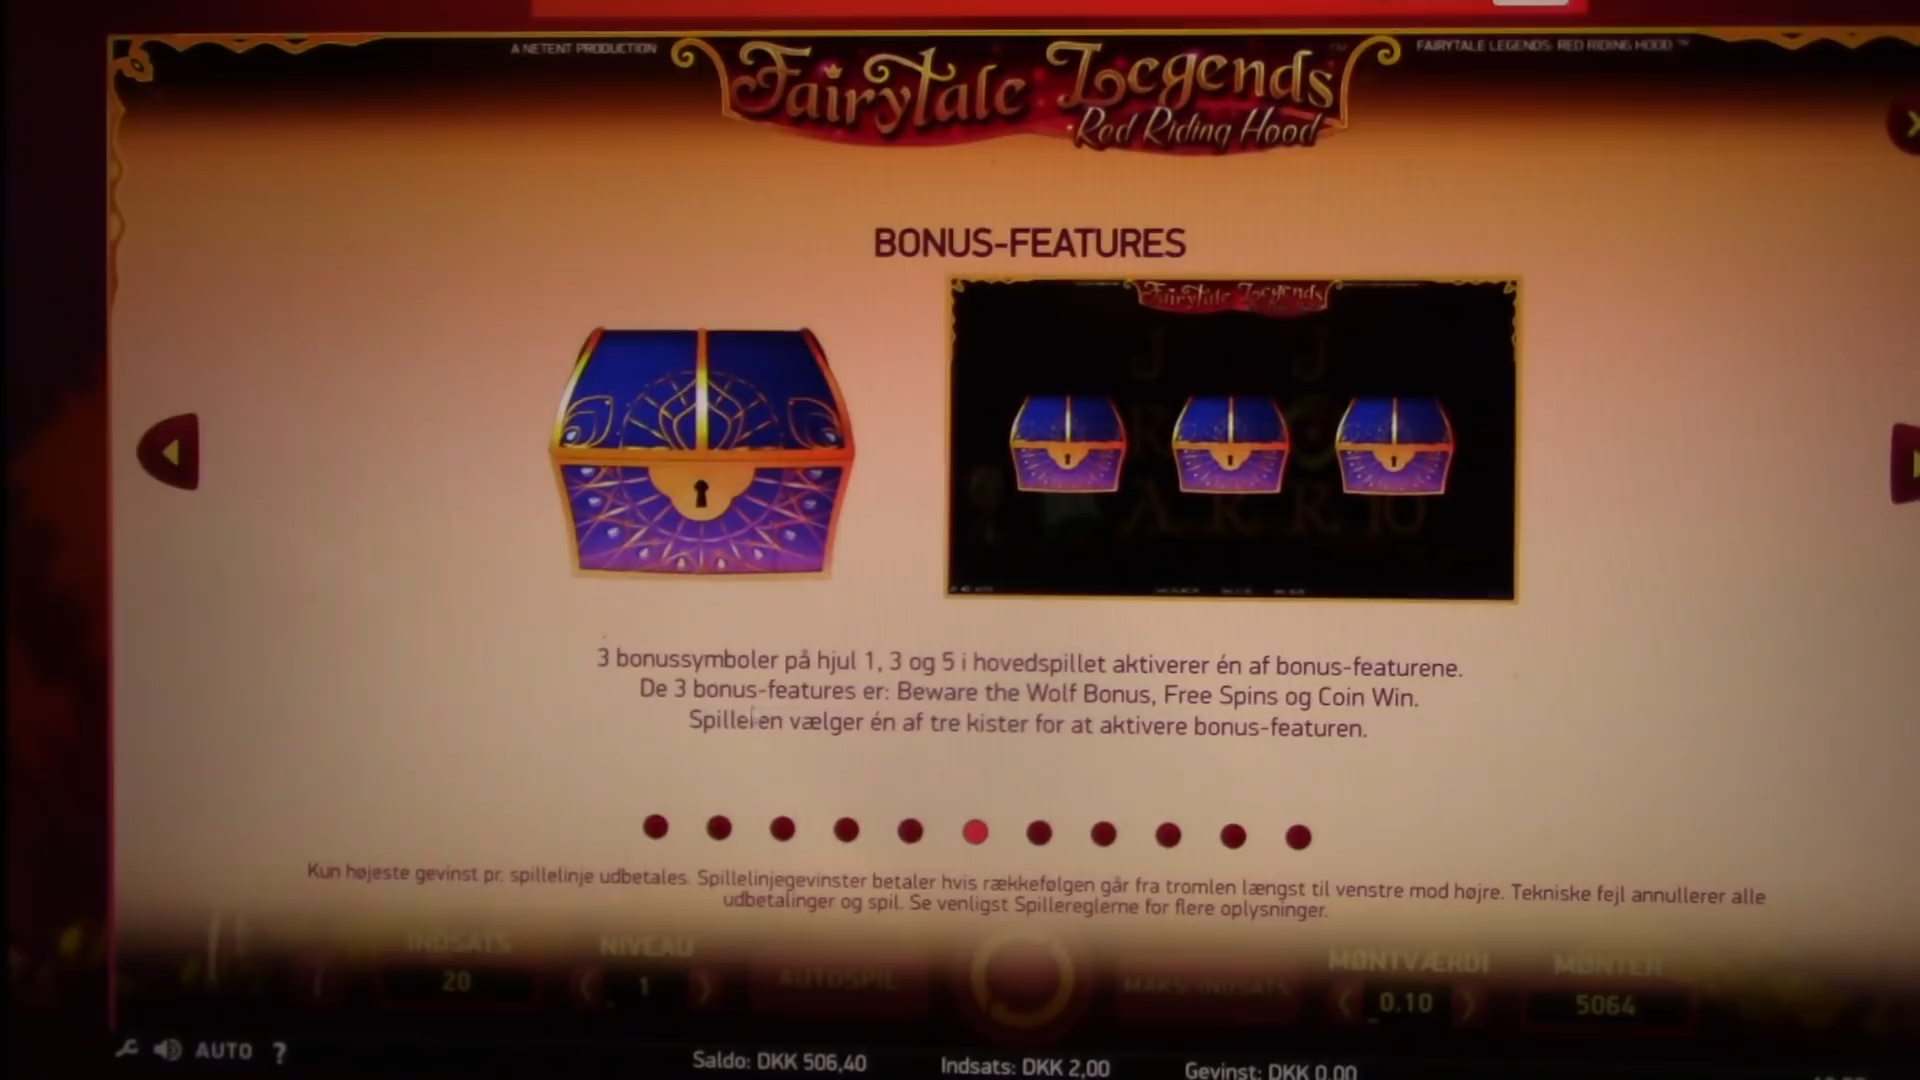 A NETENT PRODUCTION
Fairytale Legends
Red Riding Hood
FAIRYTALE LEGENDS: RED RIDING HOOD ™
BONUS-FEATURES
Fairytale Legends
3 bonussymboler på hjul 1, 3 og 5 i hovedspillet aktiverer én af bonus-featurene.
De 3 bonus-features er: Beware the Wolf Bonus, Free Spins og Coin Win.
Spilleren vælger én af tre kister for at aktivere bonus-featuren.
Kun højeste gevinst pr. spillelinje udbetales. Spillelinjegevinster betaler hvis rækkefølgen går fra tromlen længst til venstre mod højre. Tekniske fejl annullerer alle
udbetalinger og spil. Se venligst Spillereglerne for flere oplysninger.
INDSATS
20
NIVEAU
1
AUTOSPIL
MAKS. INDSATS
MØNTVÆRDI
0.10
MØNTER
5064
AUTO ?
Saldo: DKK 506,40
Indsats: DKK 2,00
Gevinst: DKK 0,00